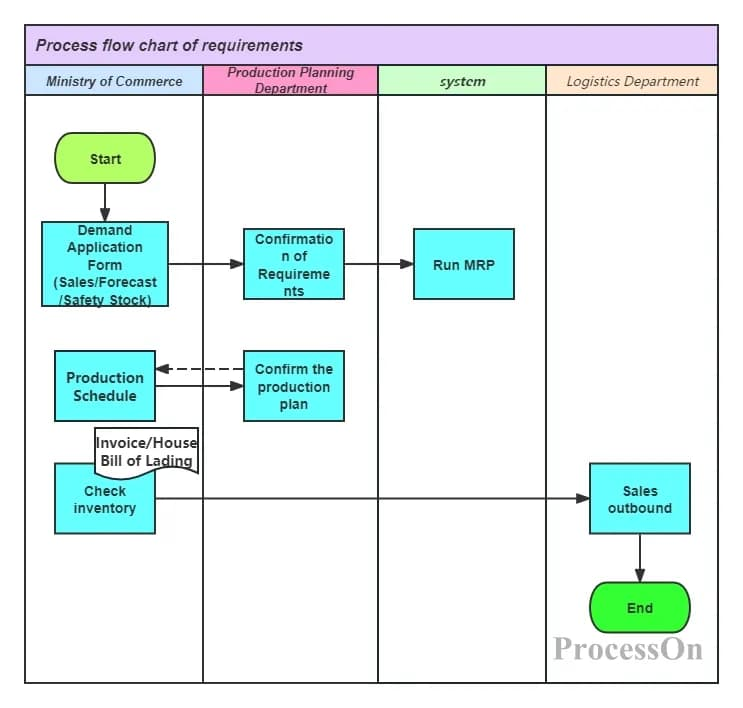 Process flow chart of requirements
Ministry of Commerce
Production Planning
Department
system
Logistics Department
Start
Demand
Application
Form
(Sales/Forecast
/Safety Stock)
Confirmatio
n of
Requireme
nts
Run MRP
Production
Schedule
Confirm the
production
plan
Invoice/House
Bill of Lading
Check
inventory
Sales
outbound
End
ProcessOn